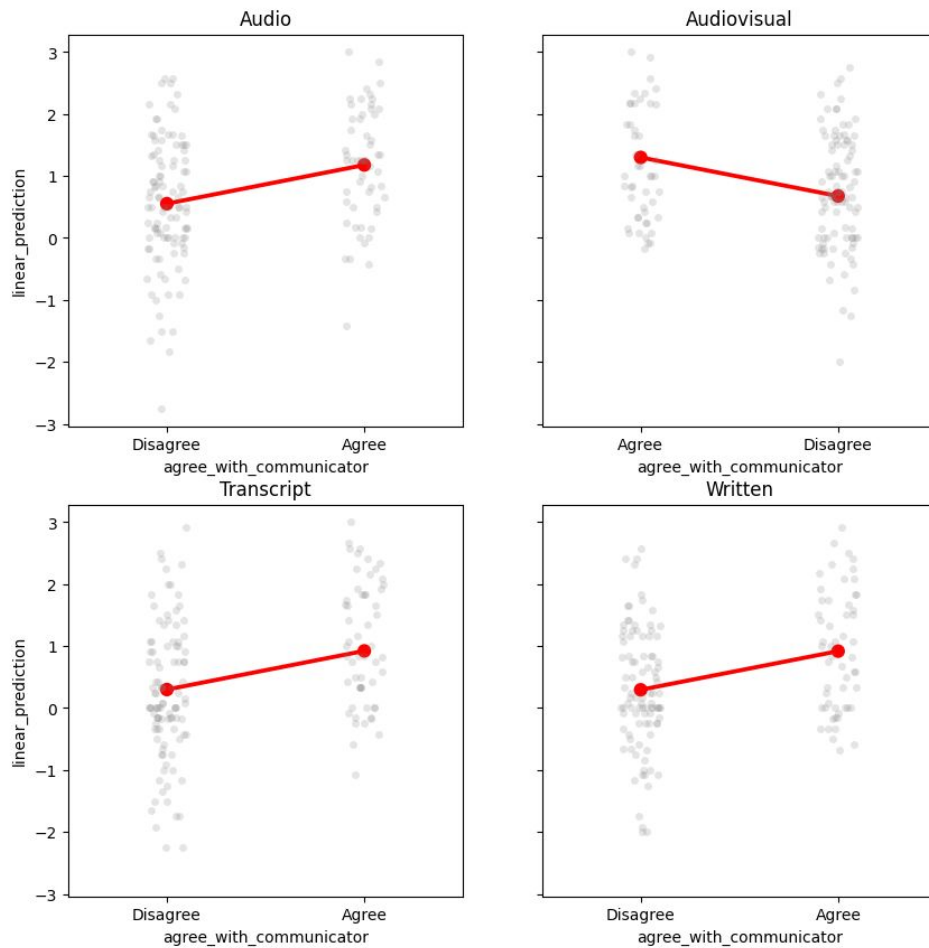 Audio
Audiovisual
3
2
1
0
−1
−2
−3
linear_prediction
Disagree
Agree
agree_with_communicator
Agree
Disagree
agree_with_communicator
Transcript
Written
3
2
1
0
−1
−2
−3
linear_prediction
Disagree
Agree
agree_with_communicator
Disagree
Agree
agree_with_communicator